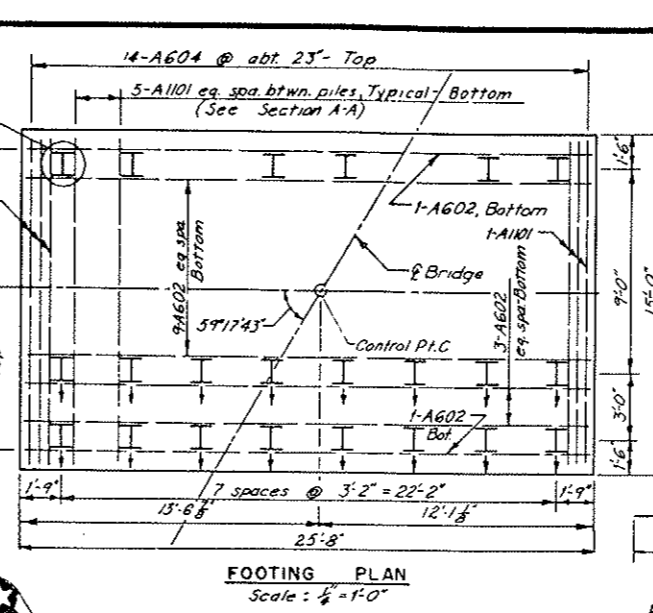 14-A604 @ abt. 23"- Top
5-A1101 eq. spa. btwn. piles, Typical- Bottom
(See Section A-A)
1'-6"
1-A602, Bottom
1-A1101
9-A602 eq. spa.
Bottom
℄ Bridge
59°17'43"
Control Pt. C
3-A602
eq. spa. Bottom
9'-0"
15'-0"
1-A602
Bot.
3'-0"
1'-6"
1'-9"
7 spaces @ 3'-2" = 22'-2"
1'-9"
13'-6 7/8"
12'-1 1/8"
25'-8"
FOOTING PLAN
Scale: 1/4"=1'-0"